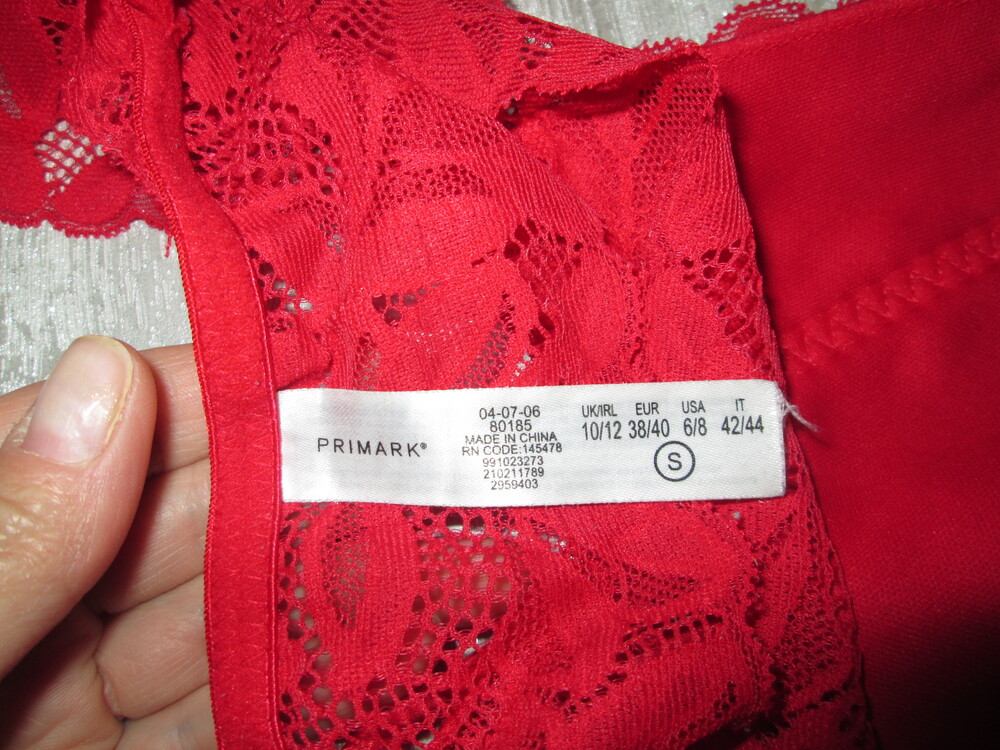 PRIMARK®
04-07-06
80185
MADE IN CHINA
RN CODE:145478
991023273
210211789
2959403
UK/IRL EUR USA IT
10/12 38/40 6/8 42/44
S